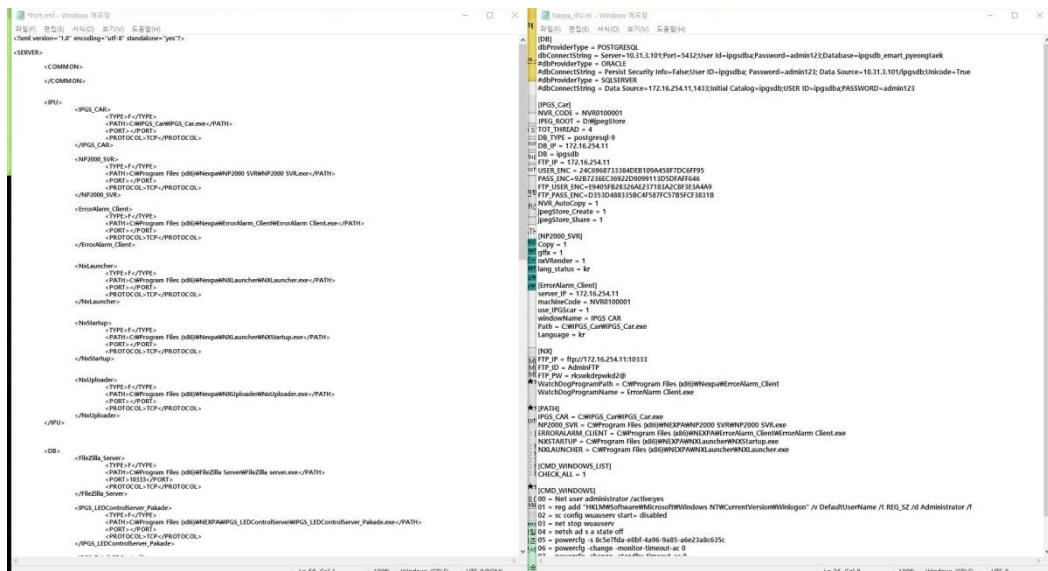 *Port.xml - Windows 메모장
파일(F) 편집(E) 서식(O) 보기(V) 도움말(H)
<?xml version="1.0" encoding="utf-8" standalone="yes"?>
<SERVER>
<COMMON>
</COMMON>
<IPU>
<IPGS_CAR>
<TYPE>F</TYPE>
<PATH>C:₩IPGS_Car₩IPGS_Car.exe</PATH>
<PORT></PORT>
<PROTOCOL>TCP</PROTOCOL>
</IPGS_CAR>
<NP2000_SVR>
<TYPE>F</TYPE>
<PATH>C:₩Program Files (x86)₩Nexpa₩NP2000 SVR₩NP2000 SVR.exe</PATH>
<PORT></PORT>
<PROTOCOL>TCP</PROTOCOL>
</NP2000_SVR>
<ErrorAlarm_Client>
<TYPE>F</TYPE>
<PATH>C:₩Program Files (x86)₩Nexpa₩ErrorAlarm_Client₩ErrorAlarm Client.exe</PATH>
<PORT></PORT>
<PROTOCOL>TCP</PROTOCOL>
</ErrorAlarm_Client>
<NxLauncher>
<TYPE>F</TYPE>
<PATH>C:₩Program Files (x86)₩Nexpa₩NXLauncher₩NXLauncher.exe</PATH>
<PORT></PORT>
<PROTOCOL>TCP</PROTOCOL>
</NxLauncher>
<NxStartup>
<TYPE>F</TYPE>
<PATH>C:₩Program Files (x86)₩Nexpa₩NXLauncher₩NXStartup.exe</PATH>
<PORT></PORT>
<PROTOCOL>TCP</PROTOCOL>
</NxStartup>
<NxUploader>
<TYPE>F</TYPE>
<PATH>C:₩Program Files (x86)₩Nexpa₩NXUploader₩NxUploader.exe</PATH>
<PORT></PORT>
<PROTOCOL>TCP</PROTOCOL>
</NxUploader>
</IPU>
<DB>
<FileZilla_Server>
<TYPE>F</TYPE>
<PATH>C:₩Program Files (x86)₩FileZilla Server₩FileZilla server.exe</PATH>
<PORT>10333</PORT>
<PROTOCOL>TCP</PROTOCOL>
</FileZilla_Server>
<IPGS_LEDControlServer_Pakade>
<TYPE>F</TYPE>
<PATH>C:₩Program Files (x86)₩NEXPA₩IPGS_LEDControlServer₩IPGS_LEDControlServer_Pakade.exe</PATH>
<PORT></PORT>
<PROTOCOL>TCP</PROTOCOL>
</IPGS_LEDControlServer_Pakade>
Nexpa_IPU.ini - Windows 메모장
파일(F) 편집(E) 서식(O) 보기(V) 도움말(H)
[DB]
dbProviderType = POSTGRESQL
dbConnectString = Server=10.31.3.101;Port=5432;User Id=ipgsdba;Password=admin123;Database=ipgsdb_emart_pyeongtaek
#dbProviderType = ORACLE
#dbConnectString = Persist Security Info=False;User ID=ipgsdba; Password=admin123; Data Source=10.31.3.101/ipgsdb;Unicode=True
#dbProviderType = SQLSERVER
#dbConnectString = Data Source=172.16.254.11,1433;Initial Catalog=ipgsdb;USER ID=ipgsdba;PASSWORD=admin123
[IPGS_Car]
NVR_CODE = NVR0100001
JPEG_ROOT = D:₩jpegStore
TOT_THREAD = 4
DB_TYPE = postgresql-9
DB_IP = 172.16.254.11
DB = ipgsdb
FTP_IP = 172.16.254.11
USER_ENC = 24C6968733384DEB109A458F7DC6FF95
PASS_ENC=92B7236EC36922D9099113D5DFAFF646
FTP_USER_ENC=E9405FB28326AE237183A2CBF3E3A4A9
FTP_PASS_ENC=D353D488335BC4F587FC57B5FCF3831B
NVR_AutoCopy = 1
jpegStore_Create = 1
jpegStore_Share = 1
[NP2000_SVR]
Copy = 1
gffx = 1
nxVRender = 1
lang_status = kr
[ErrorAlarm_Client]
server_IP = 172.16.254.11
machineCode = NVR0100001
use_IPGScar = 1
windowName = IPGS CAR
Path = C:₩IPGS_Car₩IPGS_Car.exe
Language = kr
[NX]
FTP_IP = ftp://172.16.254.11:10333
FTP_ID = AdminFTP
FTP_PW = rkswkdrpwkd2@
WatchDogProgramPath = C:₩Program Files (x86)₩Nexpa₩ErrorAlarm_Client
WatchDogProgramName = ErrorAlarm Client.exe
[PATH]
IPGS_CAR = C:₩IPGS_Car₩IPGS_Car.exe
NP2000_SVR = C:₩Program Files (x86)₩NEXPA₩NP2000 SVR₩NP2000 SVR.exe
ERRORALARM_CLIENT = C:₩Program Files (x86)₩NEXPA₩ErrorAlarm_Client₩ErrorAlarm Client.exe
NXSTARTUP = C:₩Program Files (x86)₩NEXPA₩NXLauncher₩NXStartup.exe
NXLAUNCHER = C:₩Program Files (x86)₩NEXPA₩NXLauncher₩NXLauncher.exe
[CMD_WINDOWS_LIST]
CHECK_ALL = 1
[CMD_WINDOWS]
00 = Net user administrator /active:yes
01 = reg add "HKLM₩Software₩Microsoft₩Windows NT₩CurrentVersion₩Winlogon" /v DefaultUserName /t REG_SZ /d Administrator /f
02 = sc config wuauserv start= disabled
03 = net stop wuauserv
04 = netsh ad s a state off
05 = powercfg -s 8c5e7fda-e8bf-4a96-9a85-a6e23a8c635c
06 = powercfg -change -monitor-timeout-ac 0
07 = powercfg -change -standby-timeout-ac 0